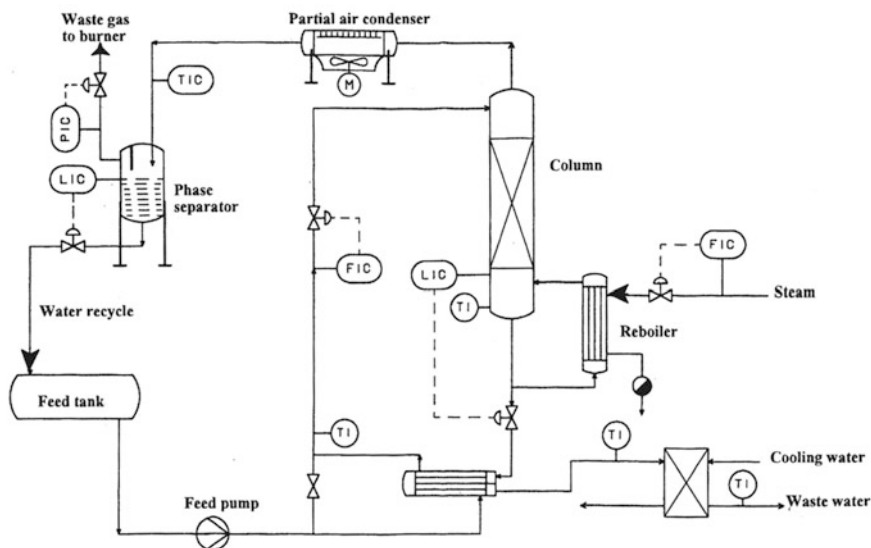 Waste gas
to burner
Partial air condenser
TIC
M
PIC
LIC
Phase
separator
Column
FIC
LIC
FIC
TI
Steam
Water recycle
Reboiler
Feed tank
TI
TI
Cooling water
TI
Waste water
Feed pump